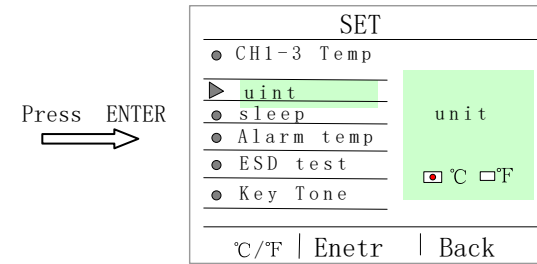 SET
CH1-3 Temp
uint
sleep
Alarm temp
ESD test
Key Tone
unit
℃ ℉
Press ENTER
℃/℉ | Enetr | Back